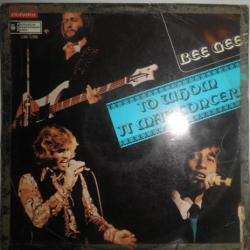 BEE GEES
TO WHOM
IT MAY CONCERN